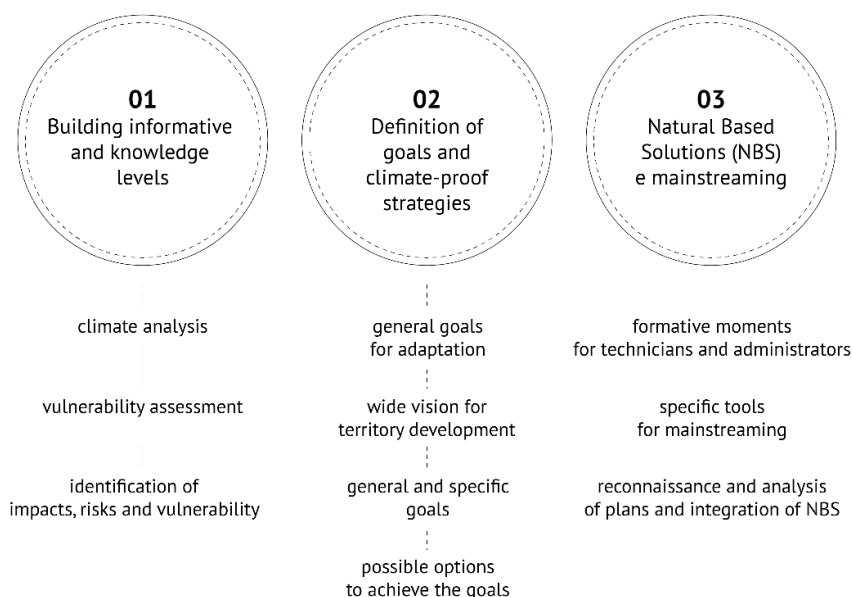 01
Building informative
and knowledge
levels
climate analysis
vulnerability assessment
identification of
impacts, risks and vulnerability
02
Definition of
goals and
climate-proof
strategies
general goals
for adaptation
wide vision for
territory development
general and specific
goals
possible options
to achieve the goals
03
Natural Based
Solutions (NBS)
e mainstreaming
formative moments
for technicians and administrators
specific tools
for mainstreaming
reconnaissance and analysis
of plans and integration of NBS